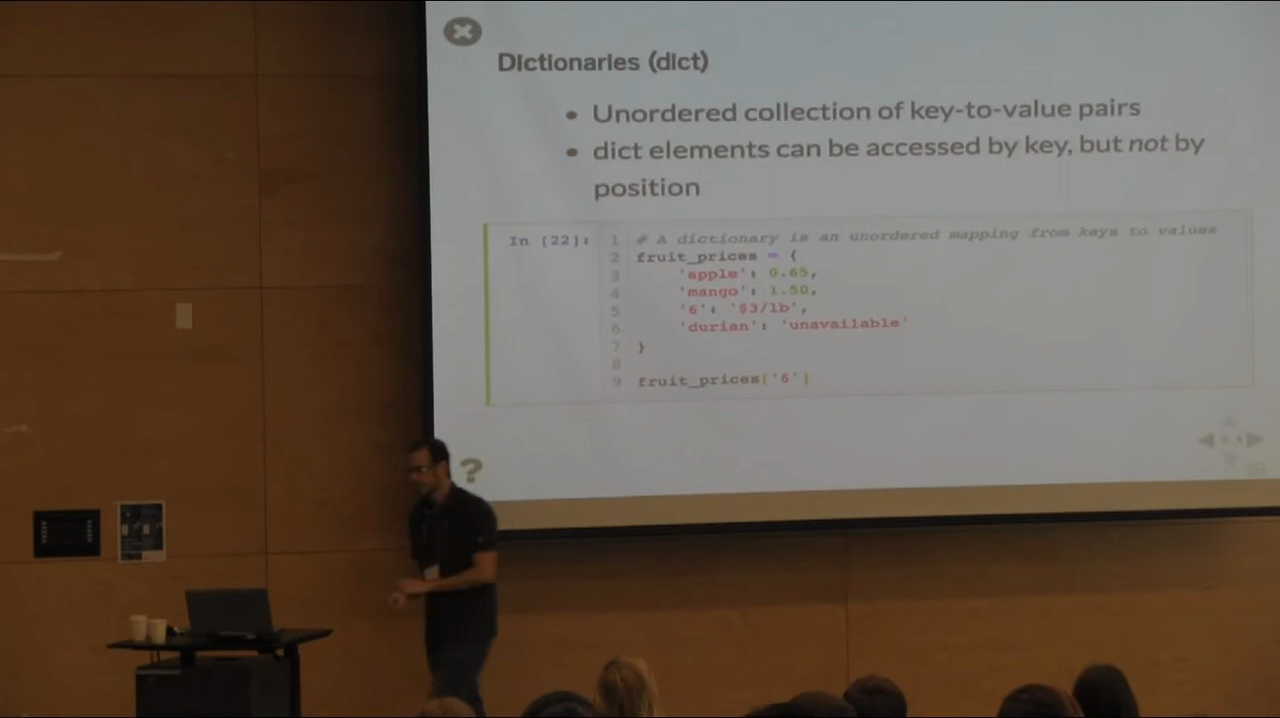 Dictionaries (dict)
• Unordered collection of key-to-value pairs
• dict elements can be accessed by key, but not by
position
In [22]: 1 # A dictionary is an unordered mapping from keys to values
2 fruit_prices = {
3 'apple': 0.65,
4 'mango': 1.50,
5 '6': '$3/lb',
6 'durian': 'unavailable'
7 }
8
9 fruit_prices['6']
?